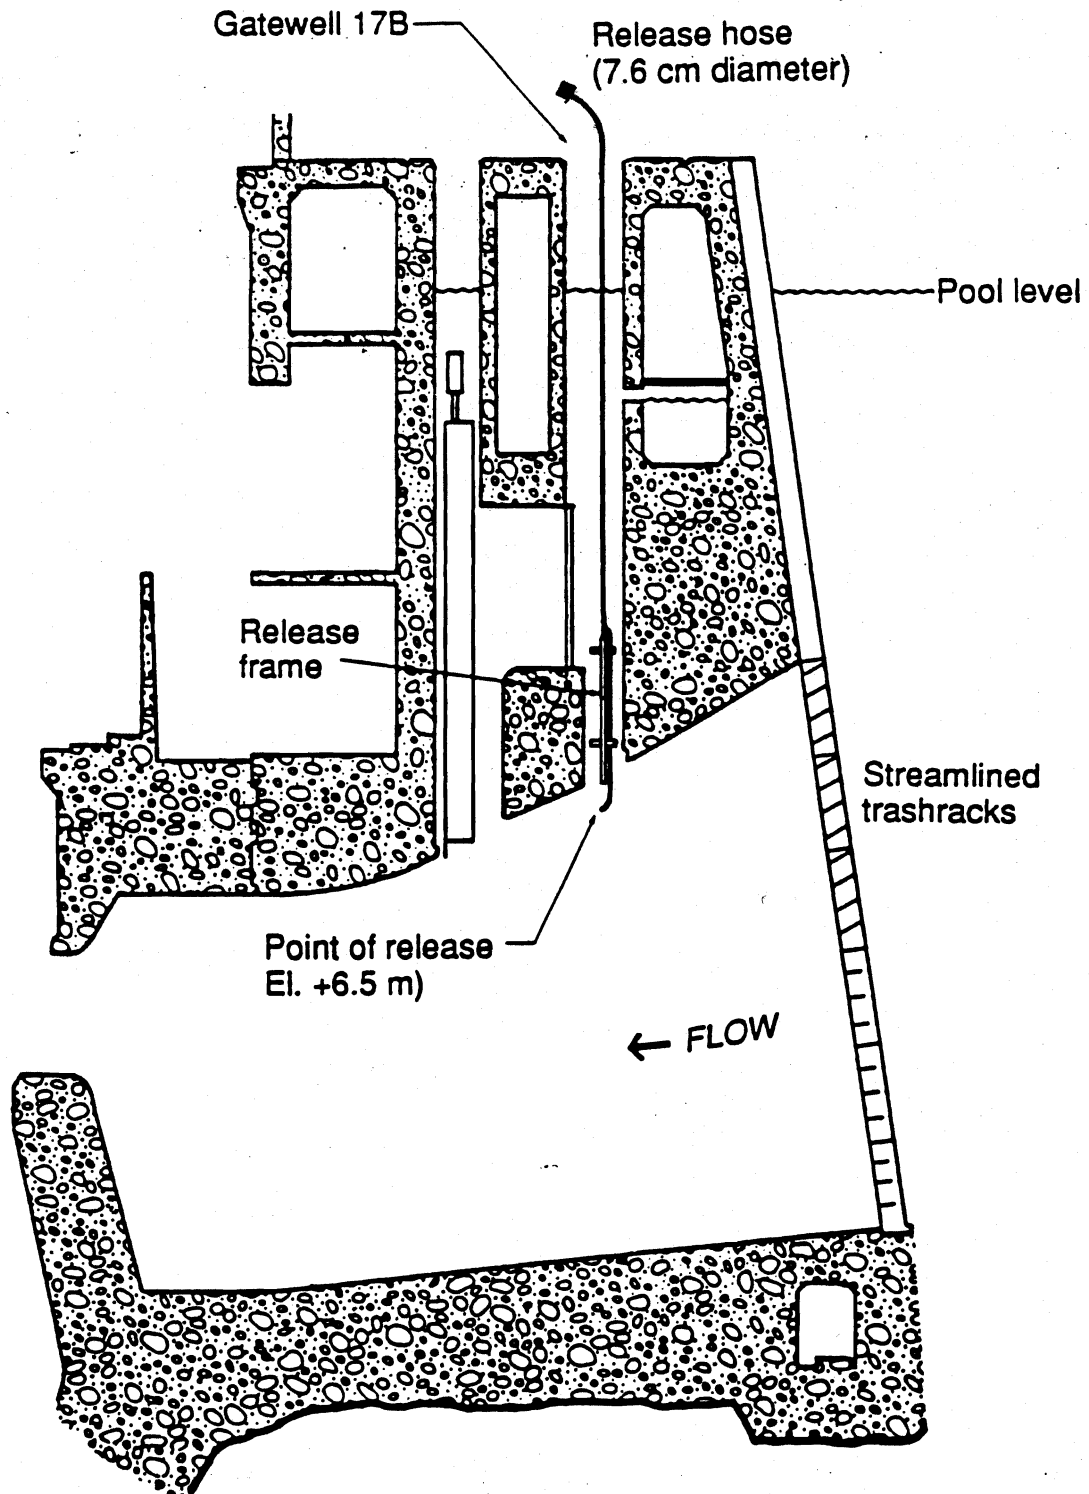 Gatewell 17B
Release hose
(7.6 cm diameter)
Pool level
Release
frame
Streamlined
trashracks
Point of release
El. +6.5 m)
FLOW